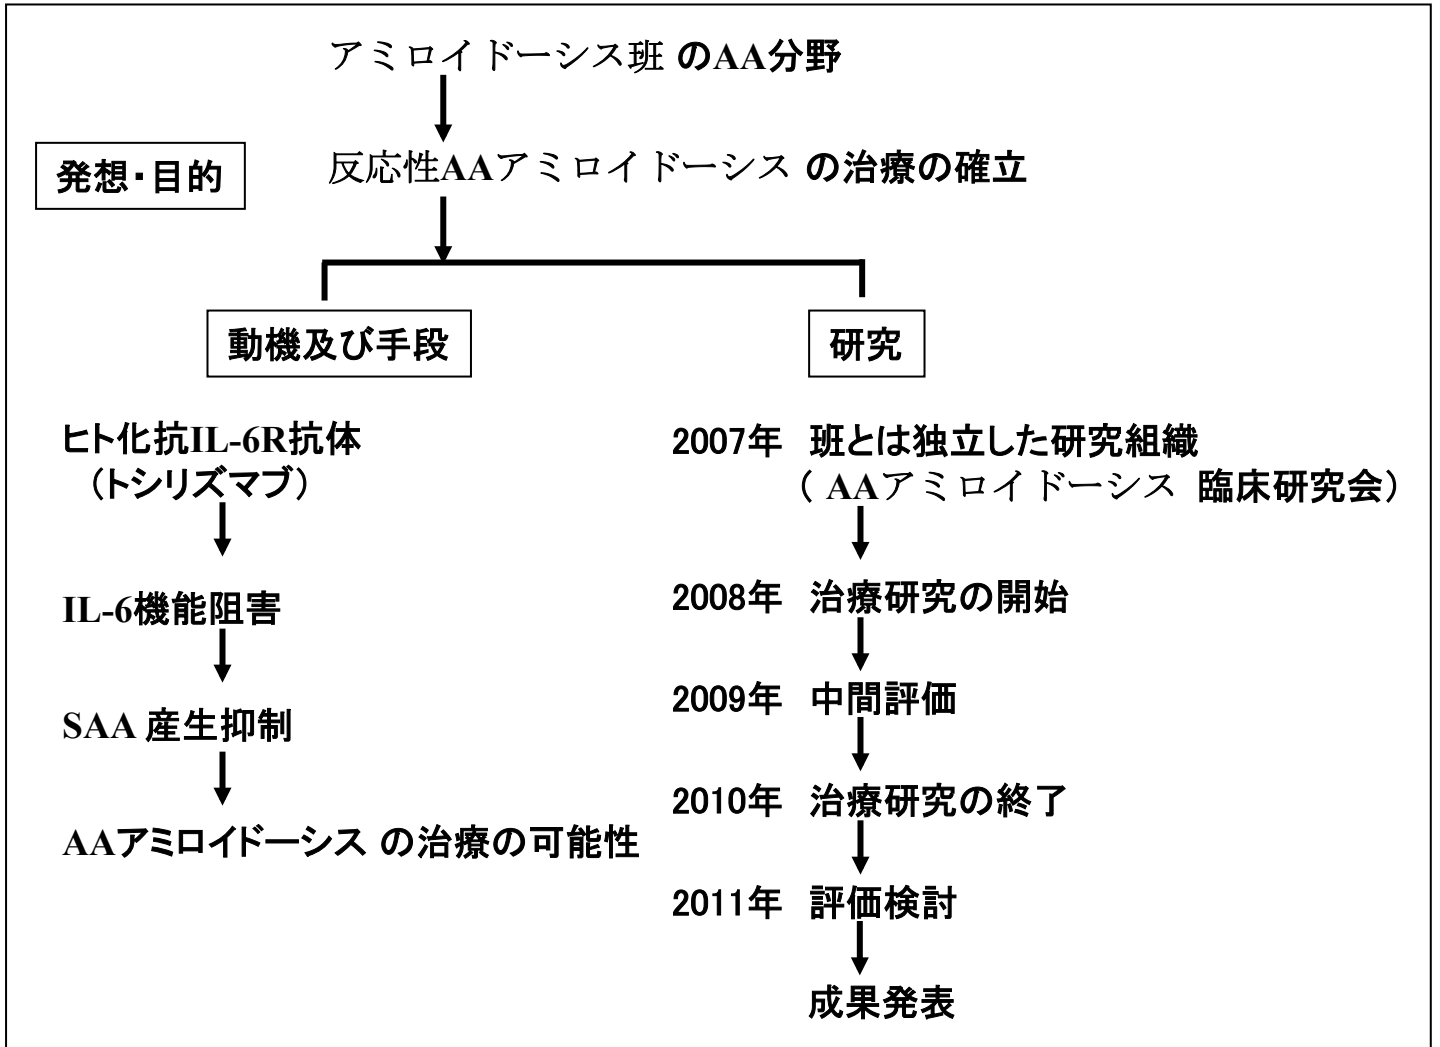 アミロイドーシス班 のAA分野
発想・目的
反応性AAアミロイドーシス の治療の確立
動機及び手段
ヒト化抗IL-6R抗体
(トシリズマブ)
IL-6機能阻害
SAA 産生抑制
AAアミロイドーシス の治療の可能性
研究
2007年 班とは独立した研究組織
( AAアミロイドーシス 臨床研究会)
2008年 治療研究の開始
2009年 中間評価
2010年 治療研究の終了
2011年 評価検討
成果発表